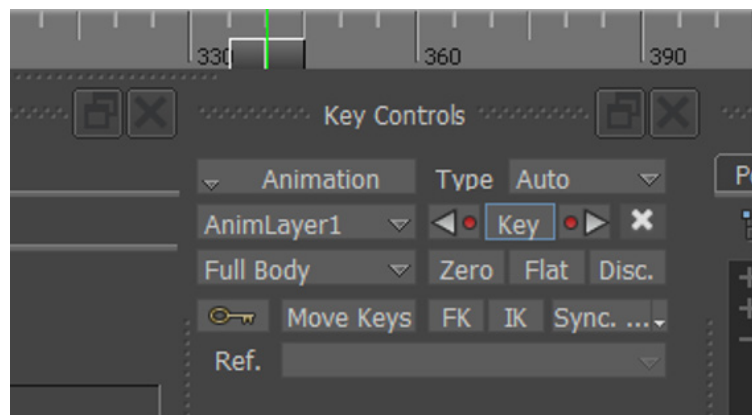 330 360 390
Key Controls
Animation Type Auto
AnimLayer1 Key
Full Body Zero Flat Disc.
Move Keys FK IK Sync. ...
Ref.